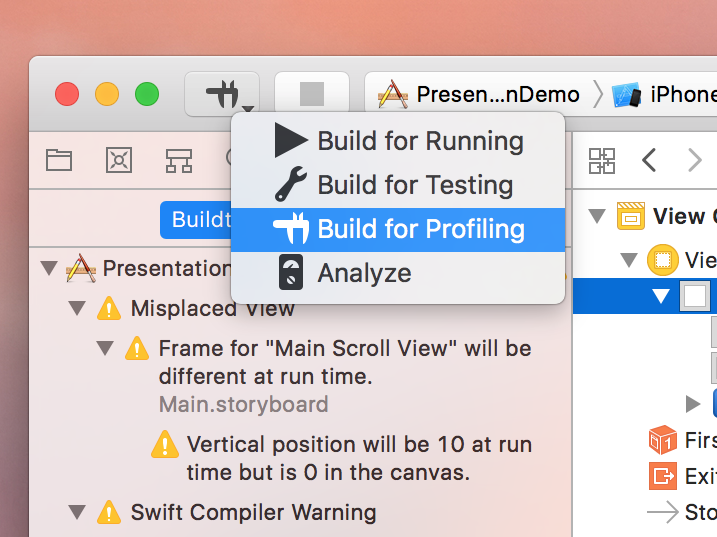 Presen...nDemo
iPhone
Build for Running
Build for Testing
Build for Profiling
Analyze
Buildt
View C
Presentation
Vie
Misplaced View
Frame for "Main Scroll View" will be
different at run time.
Main.storyboard
Vertical position will be 10 at run
time but is 0 in the canvas.
Firs
Exi
Swift Compiler Warning
Sto